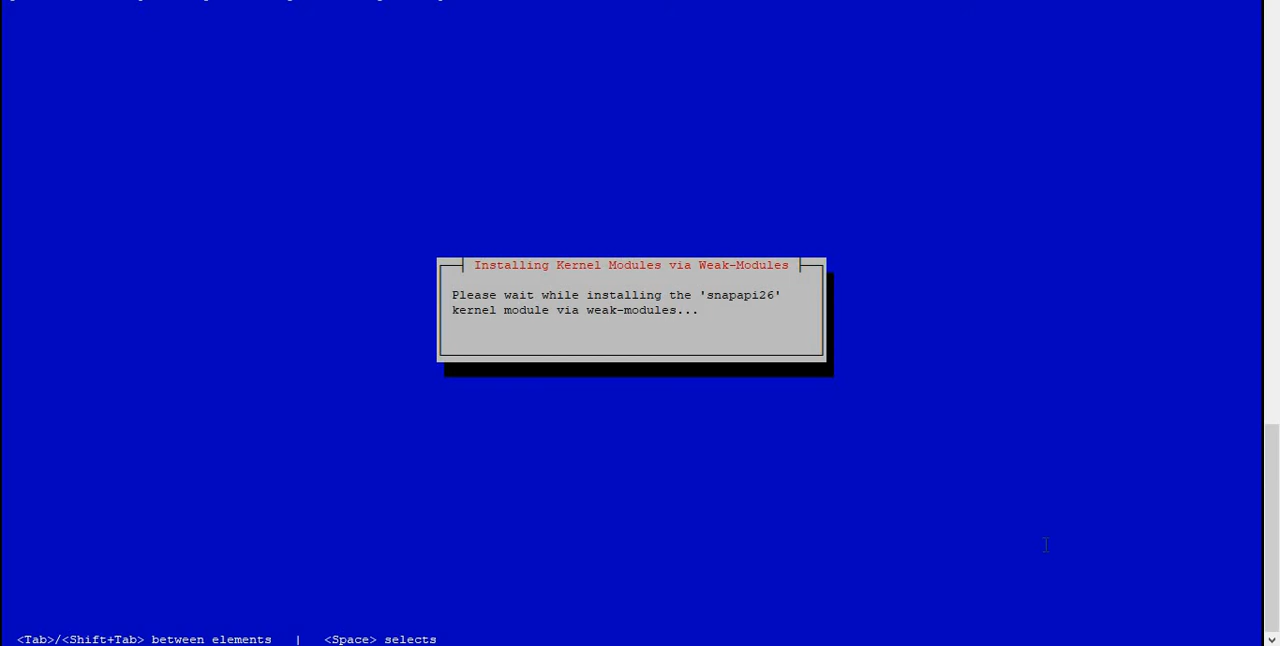 Installing Kernel Modules via Weak-Modules
Please wait while installing the 'snapapi26'
kernel module via weak-modules...
<Tab>/<Shift+Tab> between elements | <Space> selects